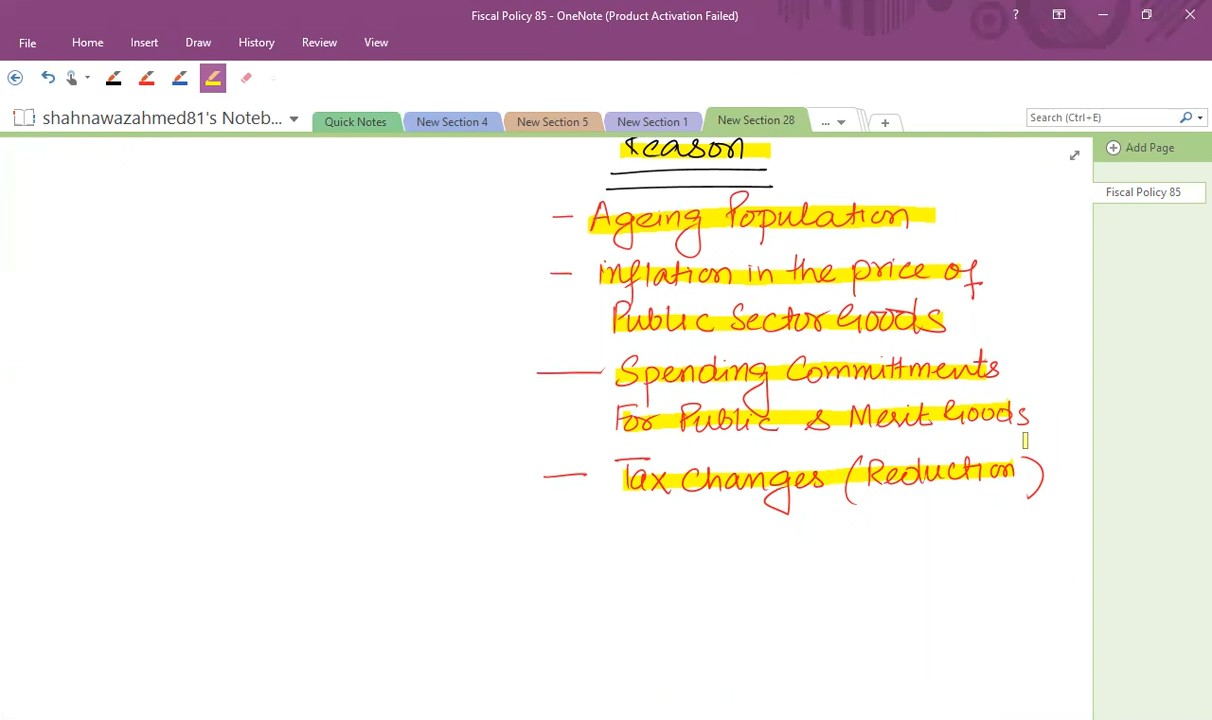 Fiscal Policy 85 - OneNote (Product Activation Failed)
?
File Home Insert Draw History Review View
shahnawazahmed81's Noteb... Quick Notes New Section 4 New Section 5 New Section 1 New Section 28 ... + Search (Ctrl+E)
Add Page
Fiscal Policy 85
Reason
- Ageing Population
- inflation in the price of
Public Sector Goods
- Spending Committments
For Public & Merit Goods
- Tax Changes (Reduction)